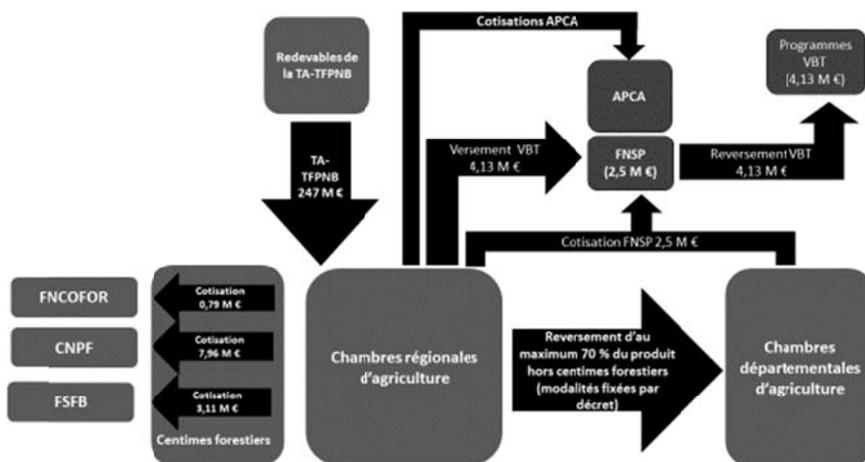 Cotisations APCA
Redevables de
la TA-TFPNB
Programmes
VBT
(4,13 M €)
APCA
TA-
TFPNB
247 M €
Versement VBT
4,13 M €
FNSP
(2,5 M €)
Reversement VBT
4,13 M €
Cotisation FNSP 2,5 M €
FNCOFOR
Cotisation
0,79 M €
CNPF
Cotisation
7,96 M €
FSFB
Cotisation
3,11 M €
Centimes forestiers
Chambres régionales
d'agriculture
Reversement d'au
maximum 70 % du produit
hors centimes forestiers
(modalités fixées par
décret)
Chambres
départementales
d'agriculture